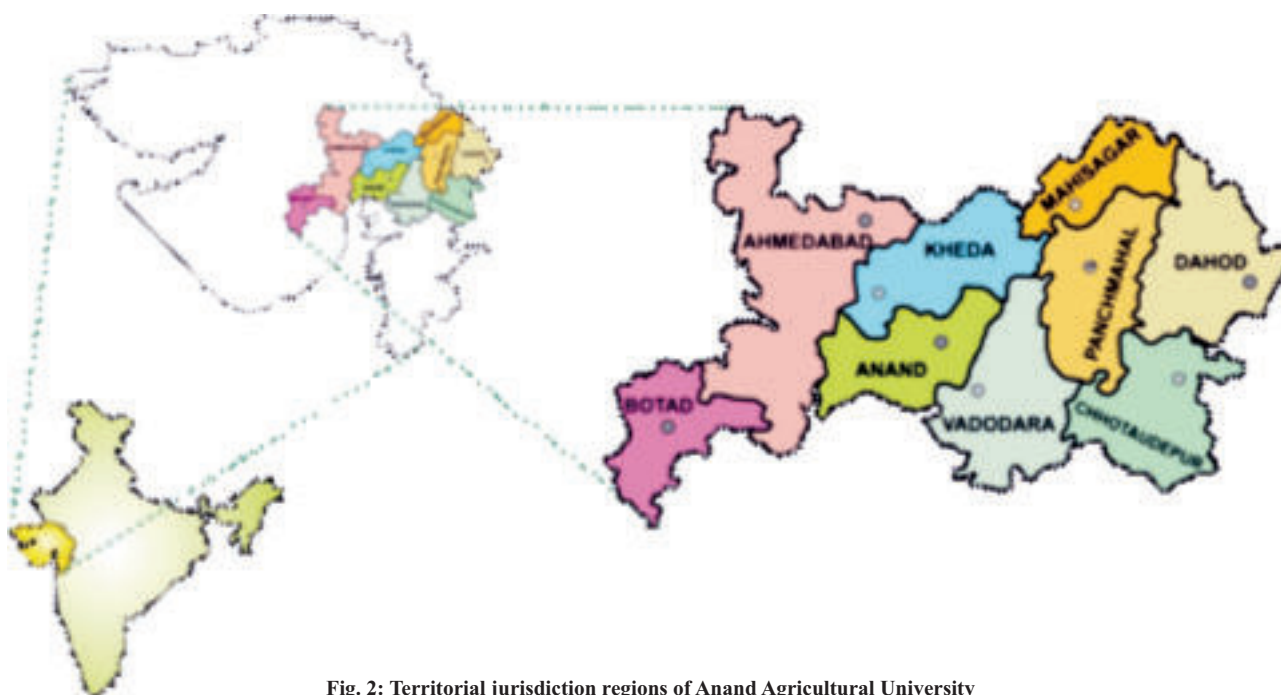 MAHISAGAR
AHMEDABAD
KHEDA
DAHOD
PANCHMAHAL
ANAND
BOTAD
VADODARA
CHHOTAUDEPUR
Fig. 2: Territorial jurisdiction regions of Anand Agricultural University